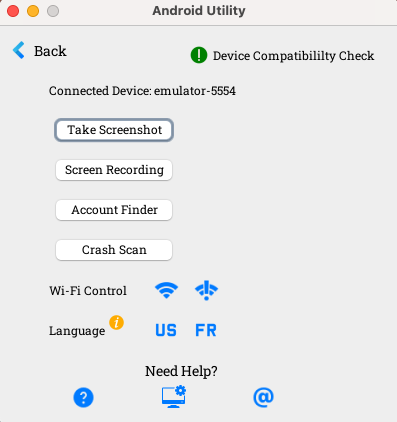 Android Utility
Back
Device Compatibililty Check
Connected Device: emulator-5554
Take Screenshot
Screen Recording
Account Finder
Crash Scan
Wi-Fi Control
Language i
US FR
Need Help?
? @